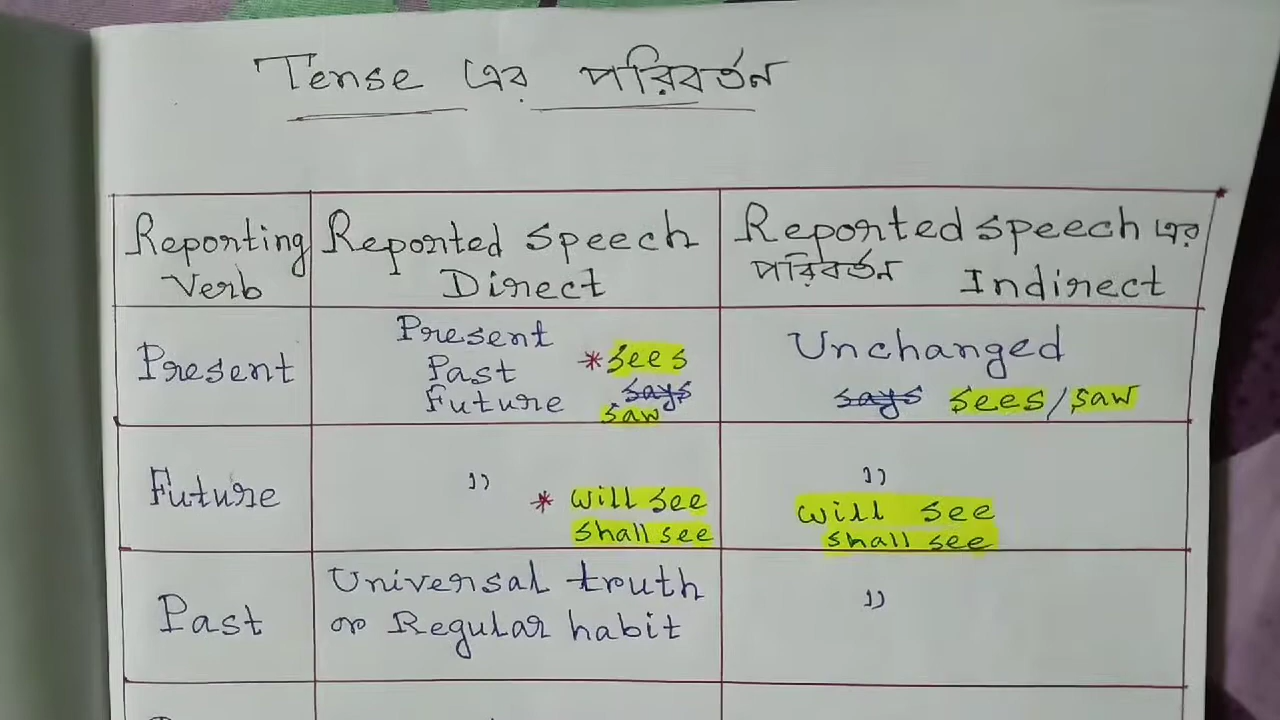 Tense এর পরিবর্তন
Reporting Verb
Reported Speech Direct
Reported Speech এর পরিবর্তন Indirect
Present
Present
Past
Future
*sees
says
saw
Unchanged
says sees/saw
Future
"
* will see
shall see
"
will see
shall see
Past
Universal truth
or Regular habit
"